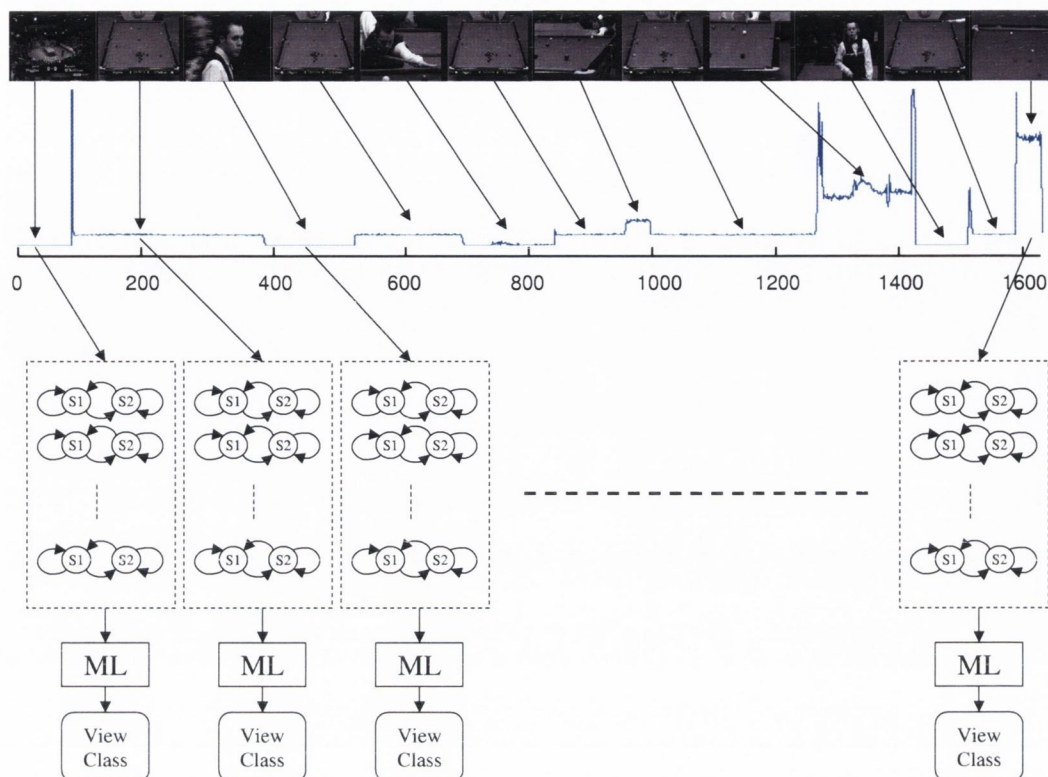 0 200 400 600 800 1000 1200 1400 1600
S1 S2 S1 S2 S1 S2 S1 S2
S1 S2 S1 S2 S1 S2 S1 S2
S1 S2 S1 S2 S1 S2 S1 S2
ML ML ML ML
View View View View
Class Class Class Class